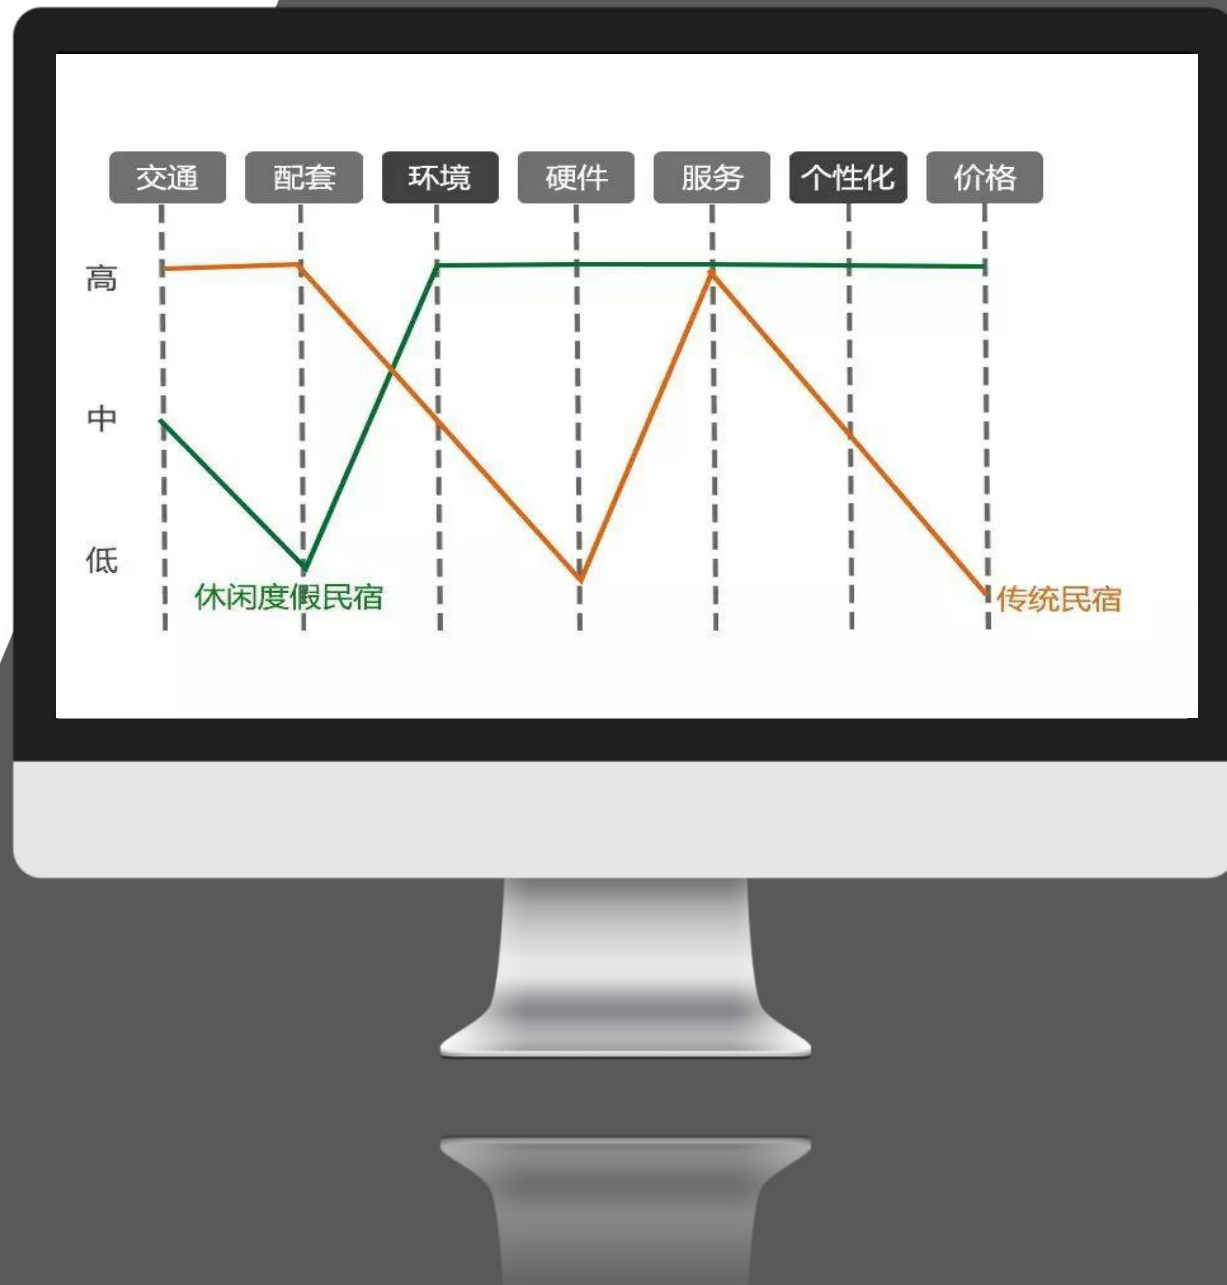 交通 配套 环境 硬件 服务 个性化 价格
高
中
低
休闲度假民宿
传统民宿